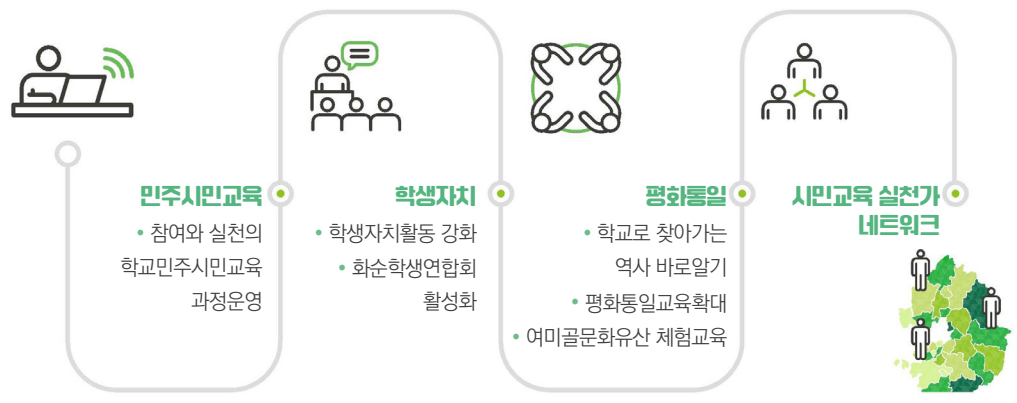 민주시민교육
• 참여와 실천의
학교민주시민교육
과정운영
학생자치
• 학생자치활동 강화
• 화순학생연합회
활성화
평화통일
• 학교로 찾아가는
역사 바로알기
• 평화통일교육확대
• 여미골문화유산 체험교육
시민교육 실천가
네트워크